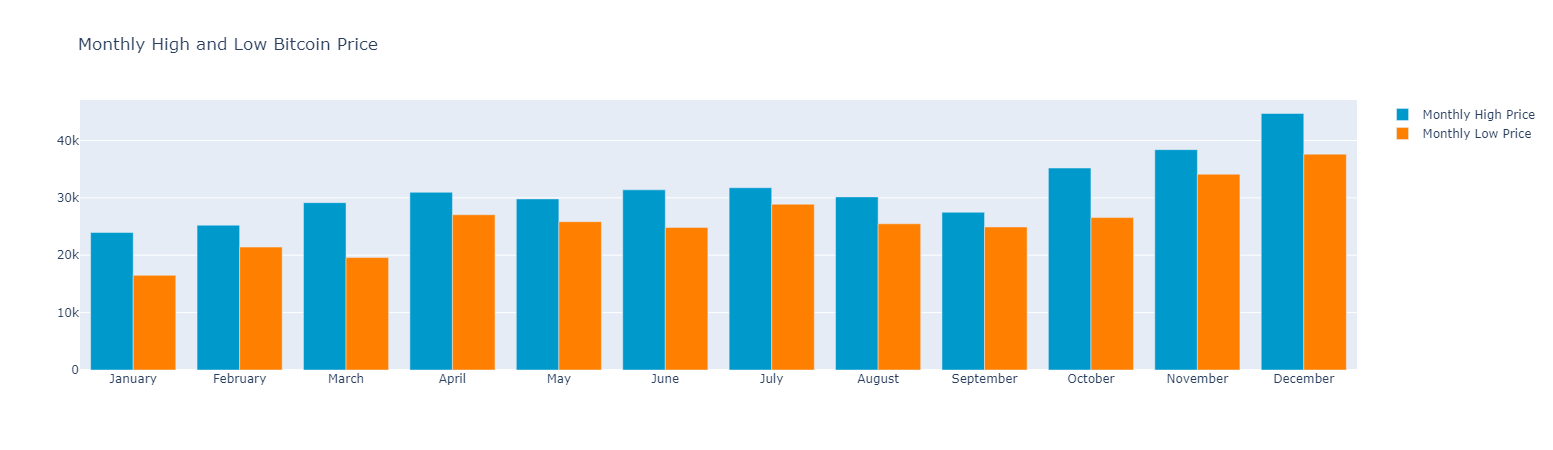 Monthly High and Low Bitcoin Price
Monthly High Price
Monthly Low Price
40k
30k
20k
10k
0
January February March April May June July August September October November December